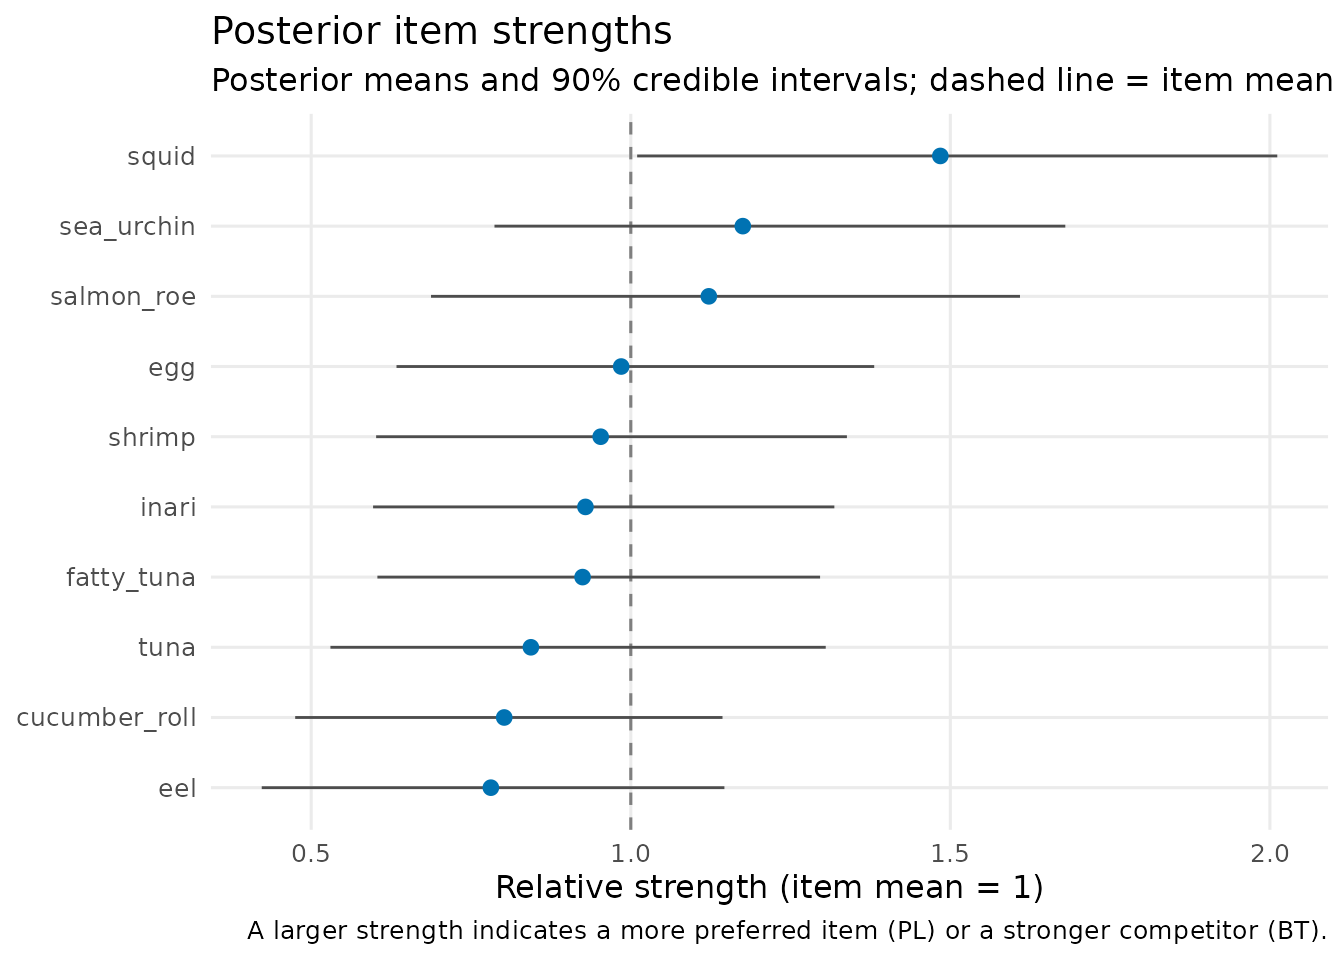 Posterior item strengths
Posterior means and 90% credible intervals; dashed line = item mean
squid
sea_urchin
salmon_roe
egg
shrimp
inari
fatty_tuna
tuna
cucumber_roll
eel
0.5 1.0 1.5 2.0
Relative strength (item mean = 1)
A larger strength indicates a more preferred item (PL) or a stronger competitor (BT).